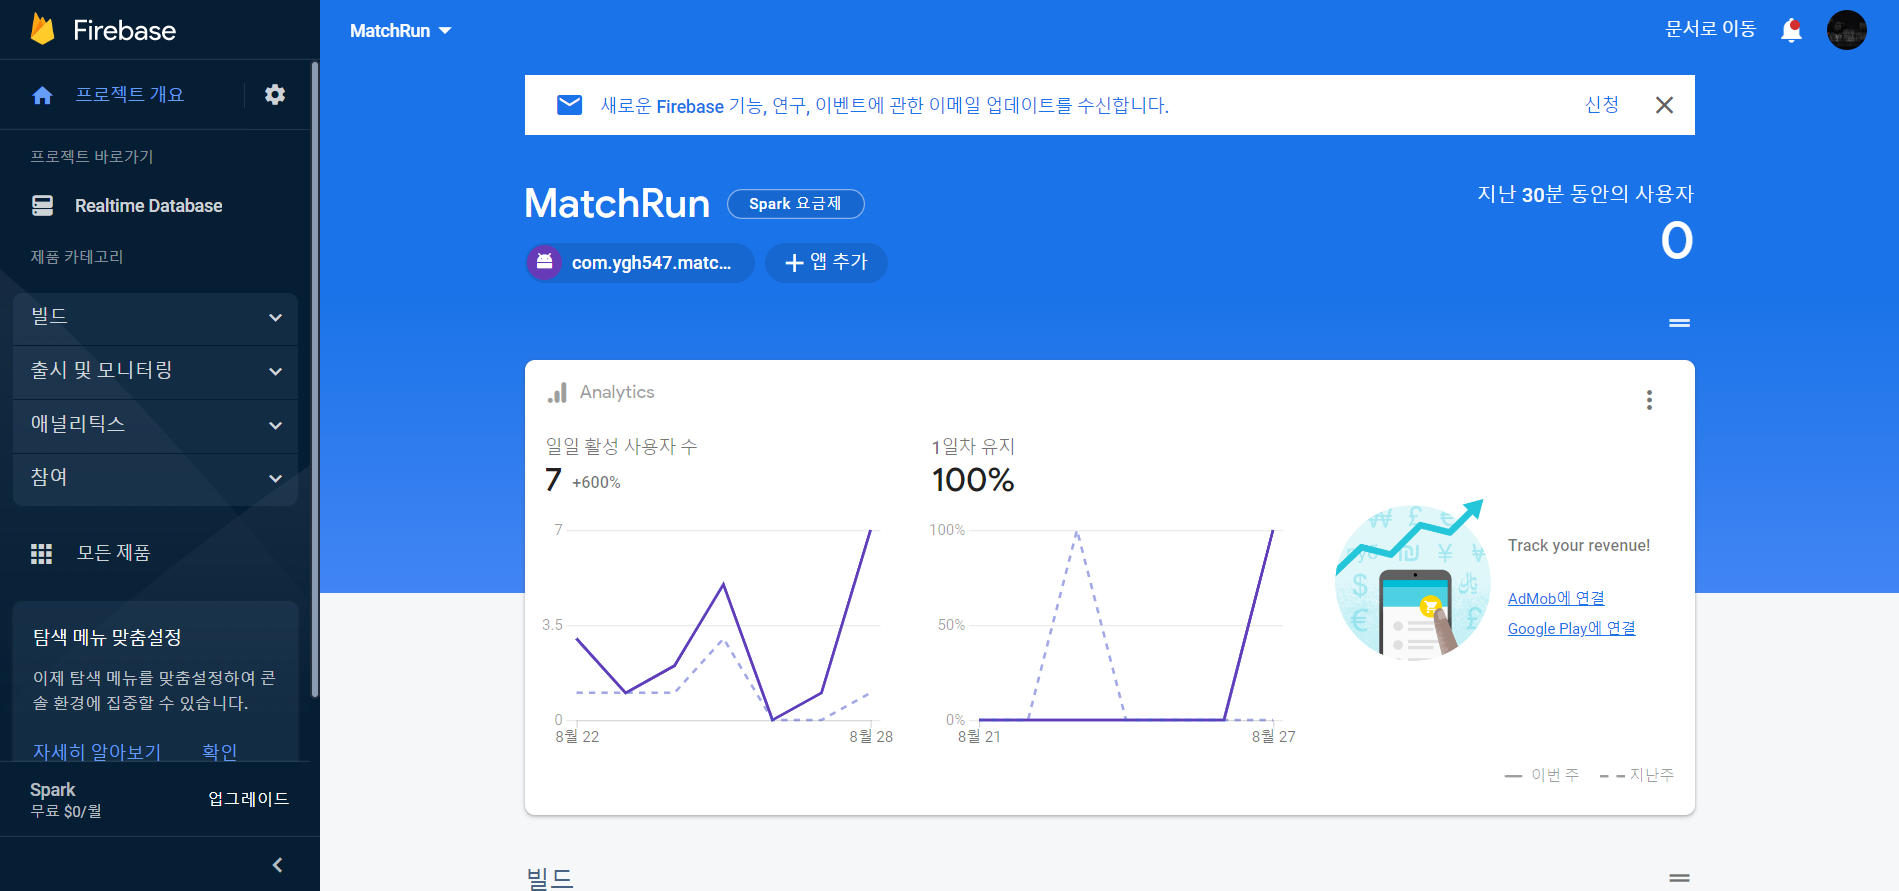 Firebase
프로젝트 개요
프로젝트 바로가기
Realtime Database
제품 카테고리
빌드
출시 및 모니터링
애널리틱스
참여
모든 제품
탐색 메뉴 맞춤설정
이제 탐색 메뉴를 맞춤설정하여 콘
솔 환경에 집중할 수 있습니다.
자세히 알아보기 확인
Spark
무료 $0/월
업그레이드
MatchRun
문서로 이동
새로운 Firebase 기능, 연구, 이벤트에 관한 이메일 업데이트를 수신합니다.
신청
MatchRun
Spark 요금제
지난 30분 동안의 사용자
0
com.ygh547.matc...
앱 추가
Analytics
일일 활성 사용자 수
7 +600%
7
3.5
0
8월 22
8월 28
1일차 유지
100%
100%
50%
0%
8월 21
8월 27
Track your revenue!
AdMob에 연결
Google Play에 연결
이번 주
지난주
빌드